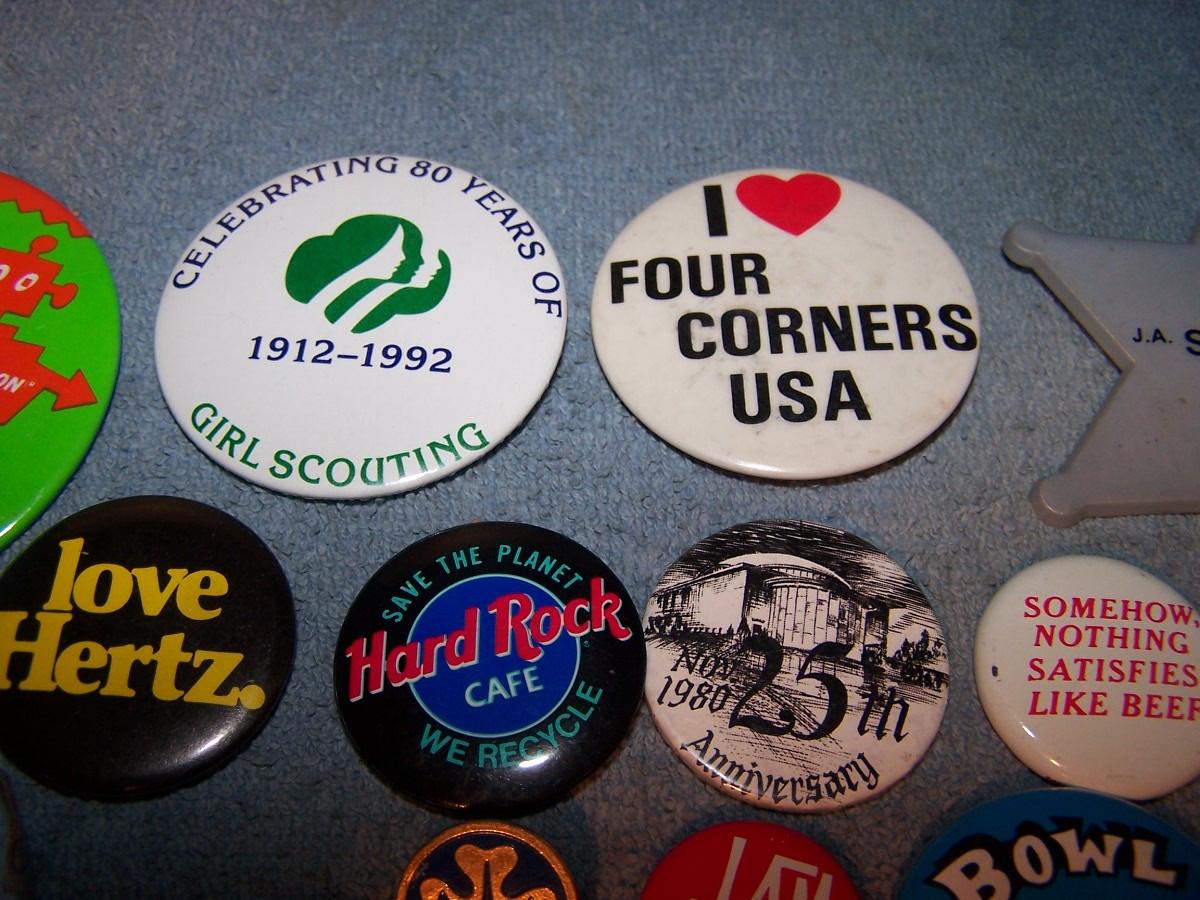 CELEBRATING 80 YEARS OF
1912–1992
GIRL SCOUTING
I ❤
FOUR
CORNERS
USA
J.A.
love
Hertz.
SAVE THE PLANET
Hard Rock
CAFE
WE RECYCLE
Nov.
1980
25th
Anniversary
SOMEHOW,
NOTHING
SATISFIES
LIKE BEER
BOWL